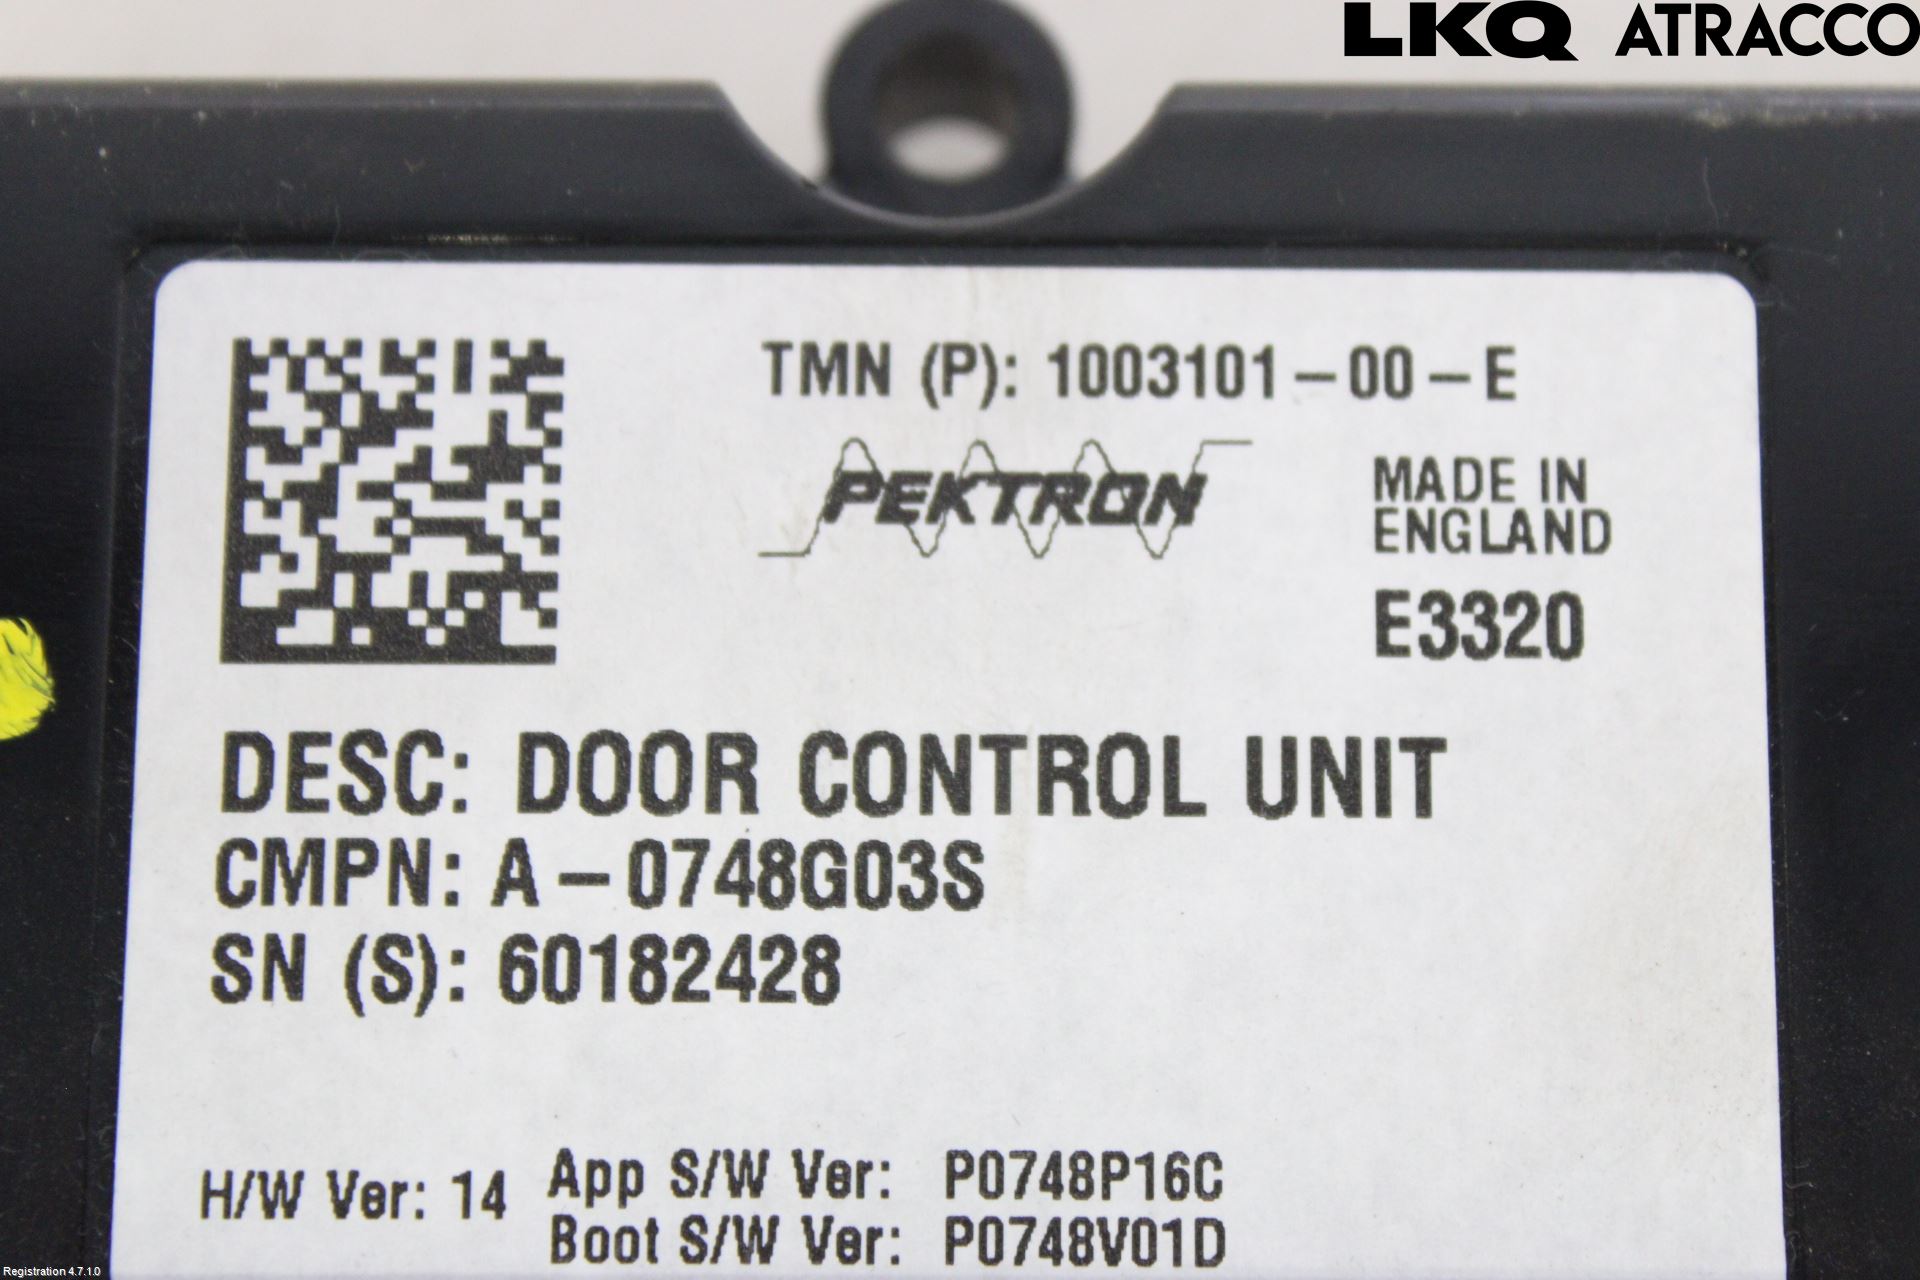 LKQ ATRACCO
TMN (P): 1003101-00-E
PEKTRON
MADE IN
ENGLAND
E3320
DESC: DOOR CONTROL UNIT
CMPN: A-0748G03S
SN (S): 60182428
H/W Ver: 14
App S/W Ver: P0748P16C
Boot S/W Ver: P0748V01D
Registration 4.7.1.0